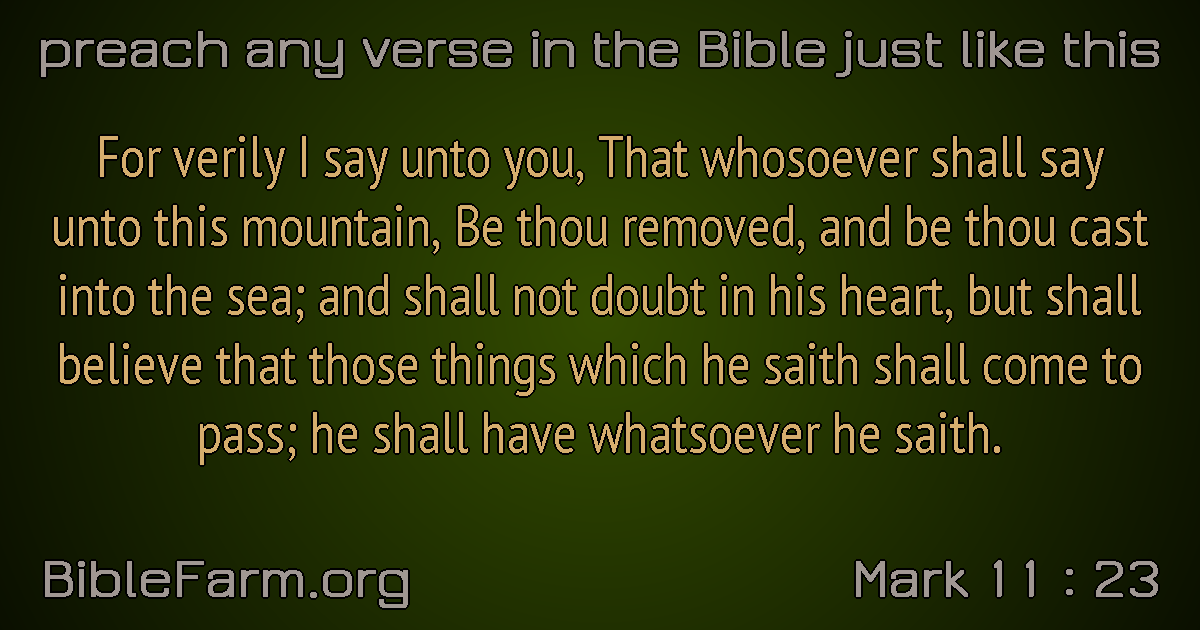 preach any verse in the Bible just like this
For verily I say unto you, That whosoever shall say
unto this mountain, Be thou removed, and be thou cast
into the sea; and shall not doubt in his heart, but shall
believe that those things which he saith shall come to
pass; he shall have whatsoever he saith.
BibleFarm.org
Mark 11 : 23